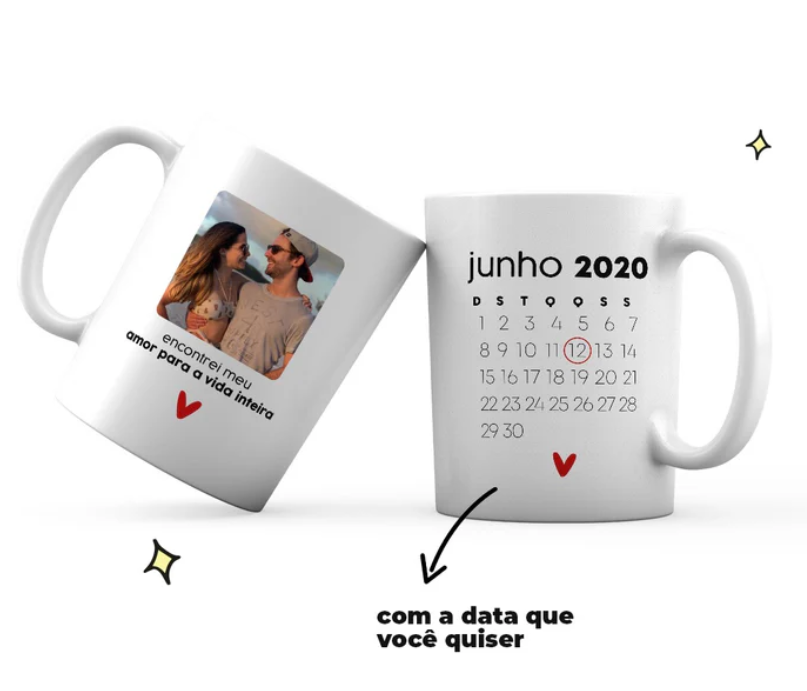 encontrei meu
amor para a vida inteira
junho 2020
D S T Q Q S S
1 2 3 4 5 6 7
8 9 10 11 12 13 14
15 16 17 18 19 20 21
22 23 24 25 26 27 28
29 30
com a data que
você quiser